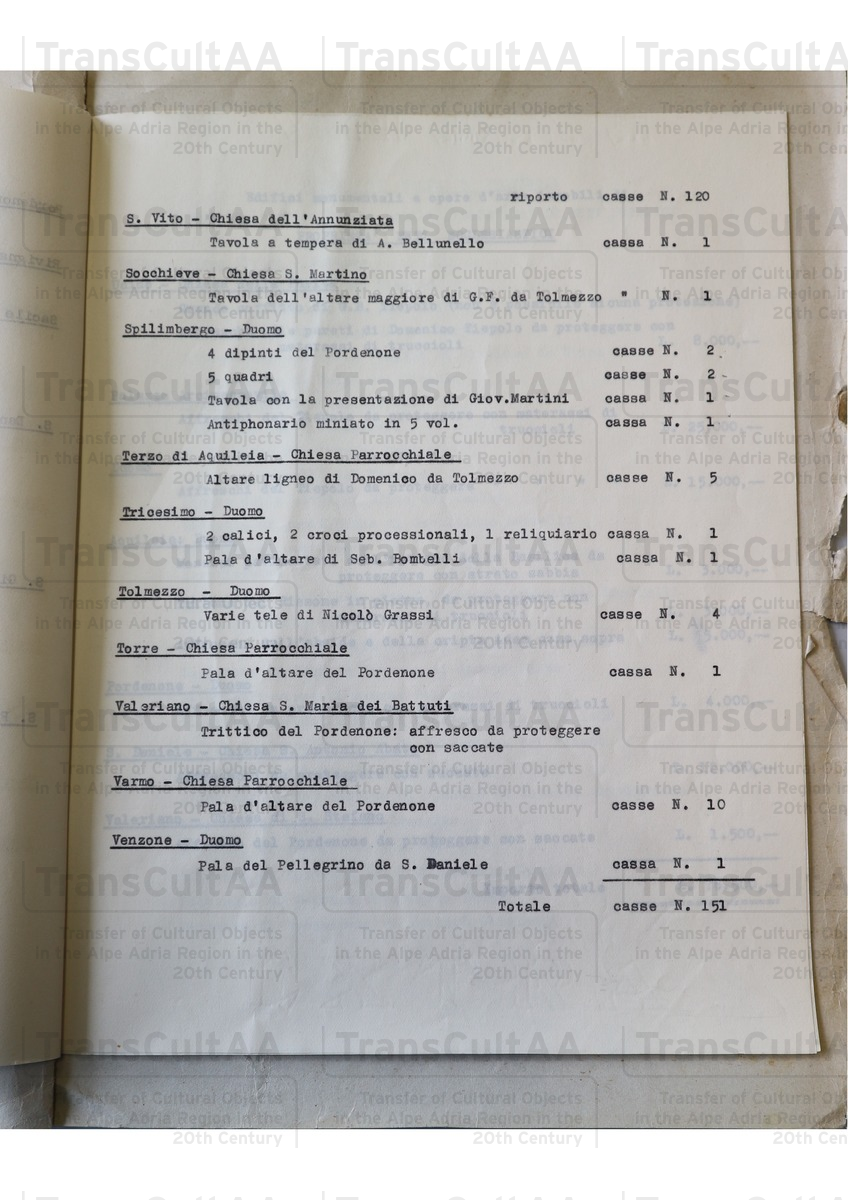 riporto casse N. 120
S. Vito - Chiesa dell'Annunziata
Tavola a tempera di A. Bellunello cassa N. 1
Socchieve - Chiesa S. Martino
Tavola dell'altare maggiore di G.F. da Tolmezzo " N. 1
Spilimbergo - Duomo
4 dipinti del Pordenone casse N. 2
5 quadri casse N. 2
Tavola con la presentazione di Giov.Martini cassa N. 1
Antiphonario miniato in 5 vol. cassa N. 1
Terzo di Aquileia - Chiesa Parrocchiale
Altare ligneo di Domenico da Tolmezzo casse N. 5
Tricesimo - Duomo
2 calici, 2 croci processionali, 1 reliquiario cassa N. 1
Pala d'altare di Seb. Bombelli cassa N. 1
Tolmezzo - Duomo
Varie tele di Nicolò Grassi casse N. 4
Torre - Chiesa Parrocchiale
Pala d'altare del Pordenone cassa N. 1
Valeriano - Chiesa S. Maria dei Battuti
Trittico del Pordenone: affresco da proteggere
con saccate
Varmo - Chiesa Parrocchiale
Pala d'altare del Pordenone casse N. 10
Venzone - Duomo
Pala del Pellegrino da S. Daniele cassa N. 1
Totale casse N. 151
TransCultAA
Transfer of Cultural Objects
in the Alpe Adria Region in the
20th Century